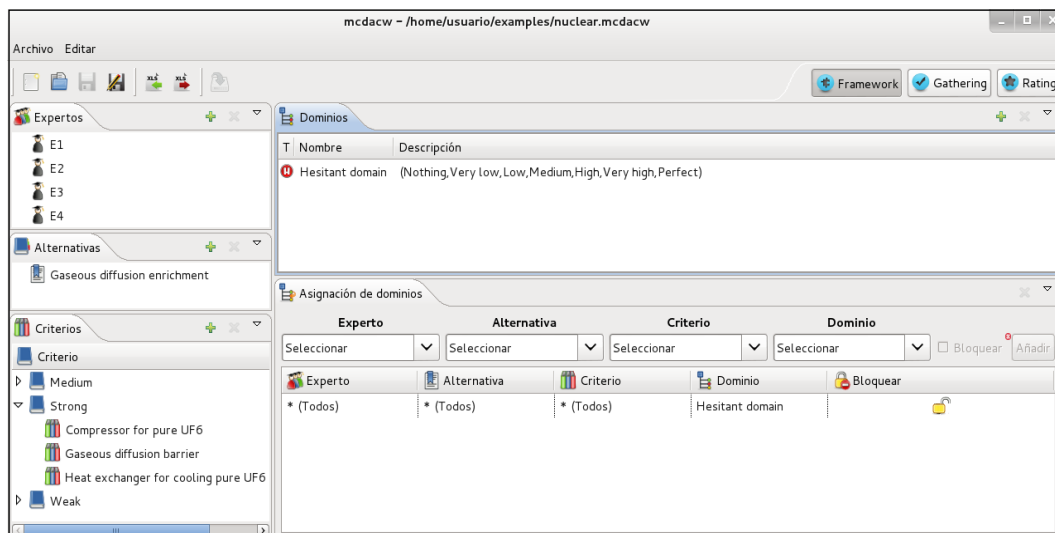 mcdacw - /home/usuario/examples/nuclear.mcdacw
Archivo Editar
Framework
Gathering
Rating
Expertos
E1
E2
E3
E4
Alternativas
Gaseous diffusion enrichment
Criterios
Criterio
Medium
Strong
Compressor for pure UF6
Gaseous diffusion barrier
Heat exchanger for cooling pure UF6
Weak
Dominios
T Nombre Descripción
Hesitant domain (Nothing,Very low,Low,Medium,High,Very high,Perfect)
Asignación de dominios
Experto Alternativa Criterio Dominio
Seleccionar Seleccionar Seleccionar Seleccionar Bloquear Añadir
Experto Alternativa Criterio Dominio Bloquear
* (Todos) * (Todos) * (Todos) Hesitant domain